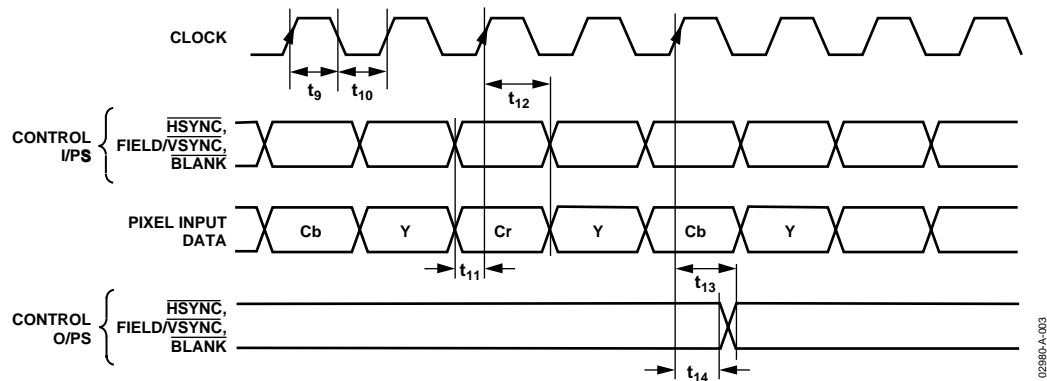 CLOCK
t9
t10
t12
CONTROL
I/PS
HSYNC,
FIELD/VSYNC,
BLANK
PIXEL INPUT
DATA
Cb
Y
Cr
Y
Cb
Y
t11
t13
CONTROL
O/PS
HSYNC,
FIELD/VSYNC,
BLANK
t14
02980-A-003